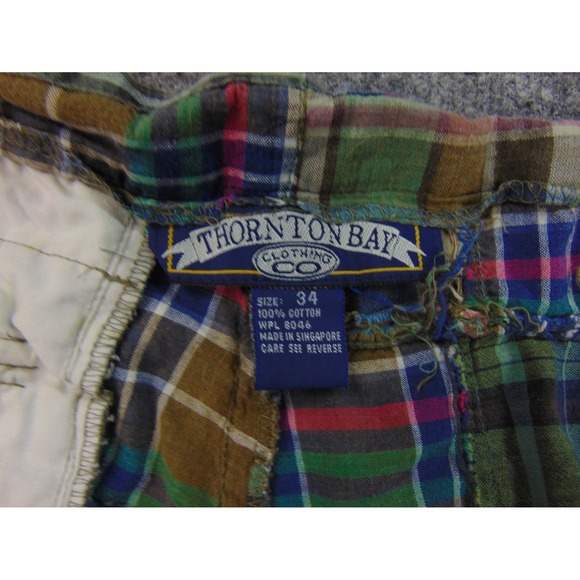 THORNTON BAY
CLOTHING
CO
SIZE: 34
100% COTTON
WPL 8046
MADE IN SINGAPORE
CARE SEE REVERSE